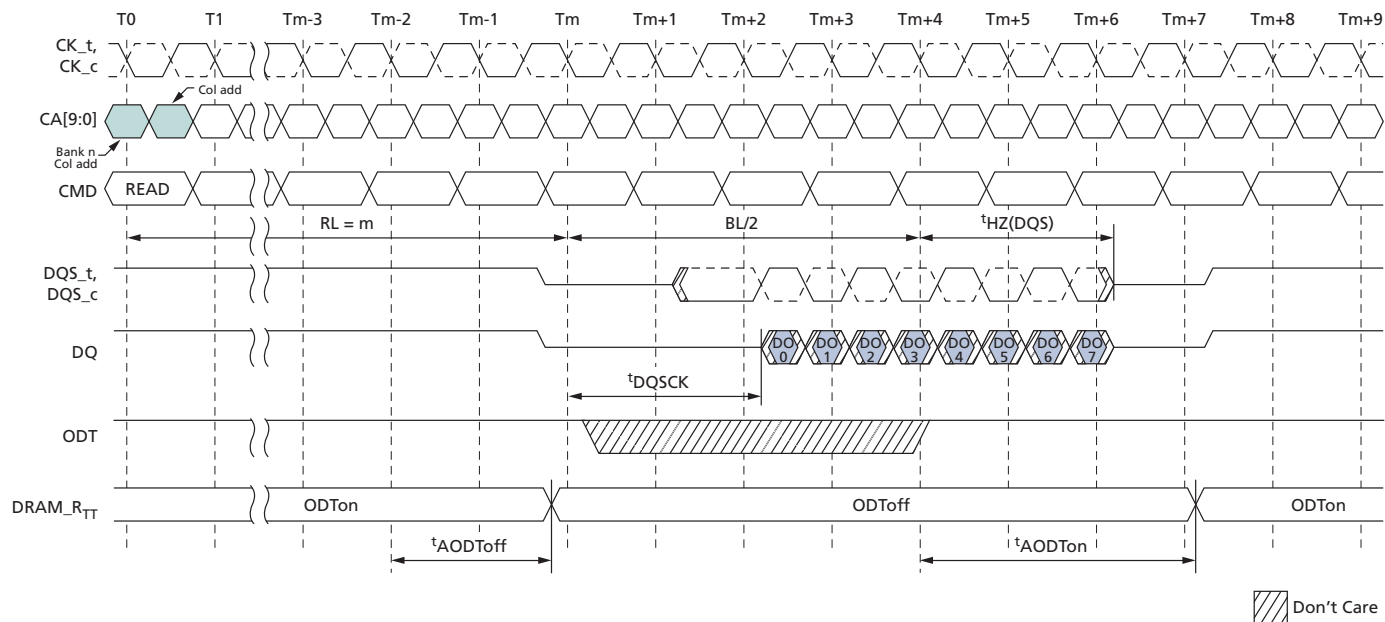 T0 T1 Tm-3 Tm-2 Tm-1 Tm Tm+1 Tm+2 Tm+3 Tm+4 Tm+5 Tm+6 Tm+7 Tm+8 Tm+9
CK_t,
CK_c
Col add
CA[9:0]
Bank n
Col add
CMD READ
RL = m BL/2 tHZ(DQS)
DQS_t,
DQS_c
DQ DO 0 DO 1 DO 2 DO 3 DO 4 DO 5 DO 6 DO 7
tDQSCK
ODT
DRAM_RTT ODTon ODToff ODTon
tAODToff tAODTon
Don't Care